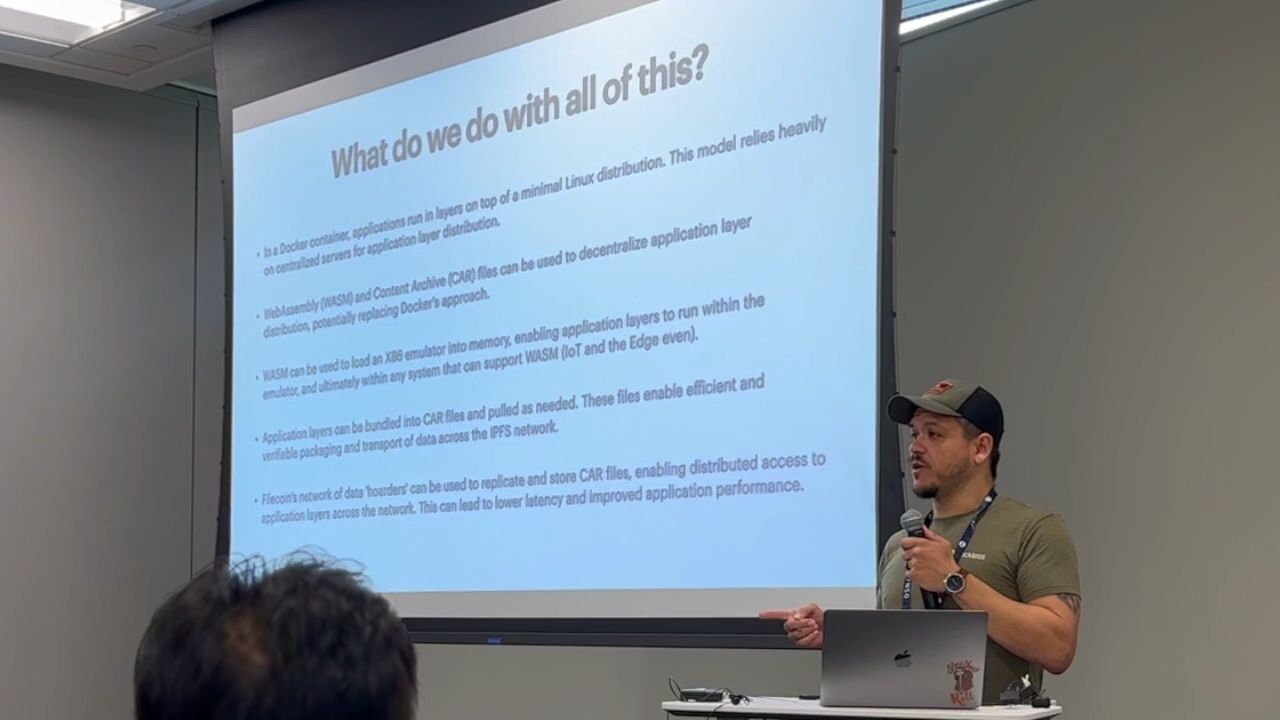 What do we do with all of this?
• In a Docker container, applications run in layers on top of a minimal Linux distribution. This model relies heavily
on centralized servers for application layer distribution.
• WebAssembly (WASM) and Content Archive (CAR) files can be used to decentralize application layer
distribution, potentially replacing Docker's approach.
• WASM can be used to load an X86 emulator into memory, enabling application layers to run within the
emulator, and ultimately within any system that can support WASM (IoT and the Edge even).
• Application layers can be bundled into CAR files and pulled as needed. These files enable efficient and
verifiable packaging and transport of data across the IPFS network.
• Filecoin's network of data 'hoarders' can be used to replicate and store CAR files, enabling distributed access to
application layers across the network. This can lead to lower latency and improved application performance.